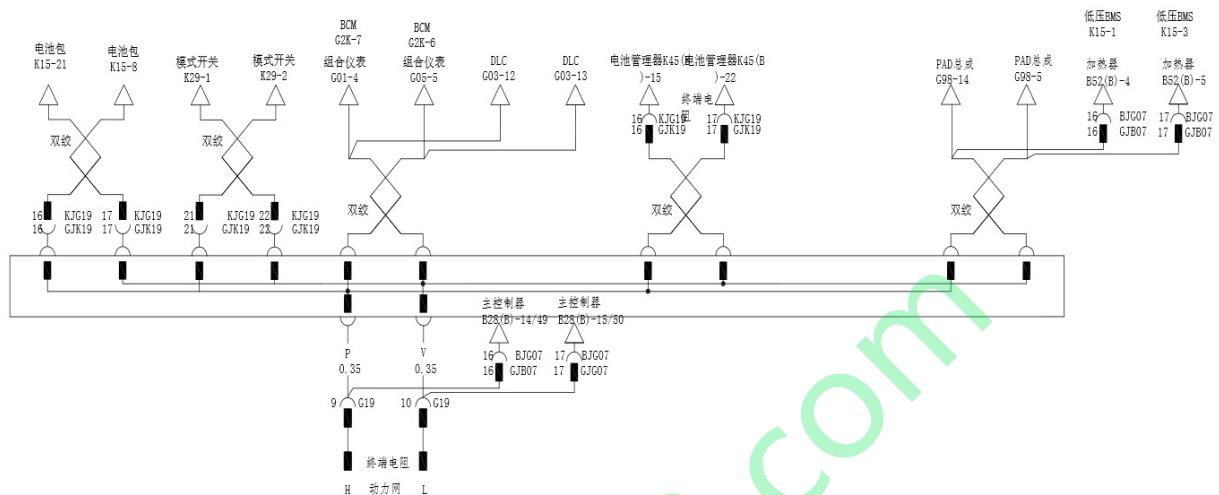 电池包
K15-21
电池包
K15-8
模式开关
K29-1
模式开关
K29-2
BCM
G2K-7
组合仪表
G01-4
BCM
G2K-6
组合仪表
G05-5
DLC
G03-12
DLC
G03-13
电池管理器K45(B
)-15
电池管理器K45(B
)-22
终端电
阻
PAD总成
G98-14
PAD总成
G98-5
低压BMS
K15-1
加热器
B52(B)-4
低压BMS
K15-3
加热器
B52(B)-5
16 KJG19
16 GJK19
17 KJG19
17 GJK19
16 BJG07
16 GJB07
17 BJG07
17 GJB07
双绞
双绞
双绞
双绞
双绞
16 KJG19
16 GJK19
17 KJG19
17 GJK19
21 KJG19
21 GJK19
22 KJG19
22 GJK19
主控制器
B28(B)-14/49
主控制器
B28(B)-15/50
16 BJG07
16 GJB07
17 BJG07
17 GJG07
P
0.35
V
0.35
9 G19
10 G19
终端电阻
H 动力网 L
.com